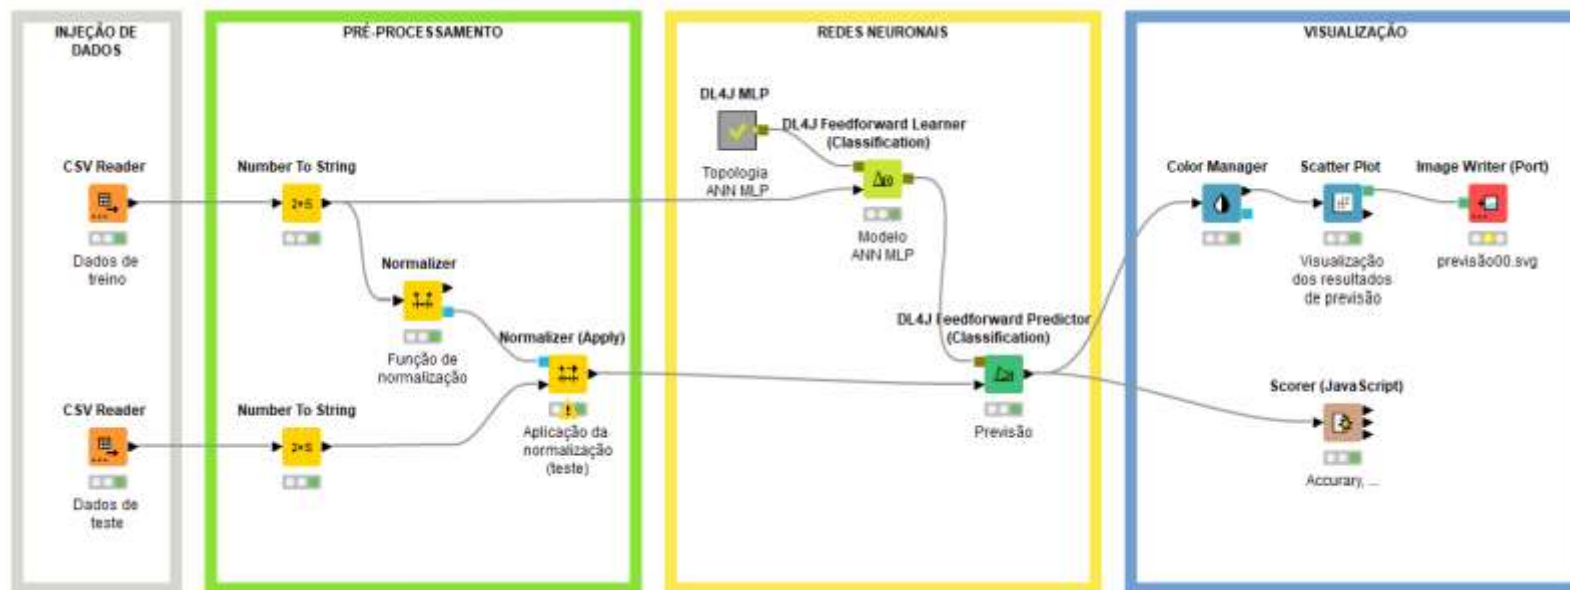 INJEÇÃO DE
DADOS
CSV Reader
Dados de
treino
CSV Reader
Dados de
teste
PRÉ-PROCESSAMENTO
Number To String
2+S
Normalizer
Função de
normalização
Normalizer (Apply)
Aplicação da
normalização
(teste)
Number To String
2+S
REDES NEURONAIS
DL4J MLP
Topologia
ANN MLP
DL4J Feedforward Learner
(Classification)
Modelo
ANN MLP
DL4J Feedforward Predictor
(Classification)
Previsão
VISUALIZAÇÃO
Color Manager
Scatter Plot
Visualização
dos resultados
de previsão
Image Writer (Port)
previsão00.svg
Scorer (JavaScript)
Accurary, ...